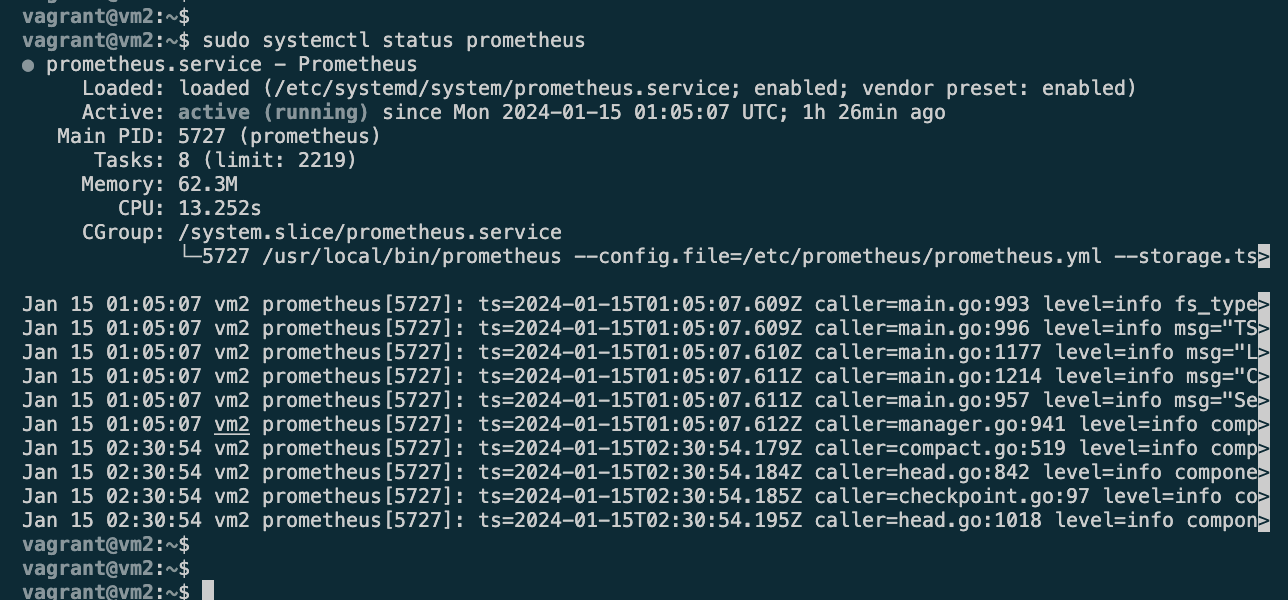 vagrant@vm2:~$
vagrant@vm2:~$ sudo systemctl status prometheus
● prometheus.service - Prometheus
     Loaded: loaded (/etc/systemd/system/prometheus.service; enabled; vendor preset: enabled)
     Active: active (running) since Mon 2024-01-15 01:05:07 UTC; 1h 26min ago
   Main PID: 5727 (prometheus)
      Tasks: 8 (limit: 2219)
     Memory: 62.3M
        CPU: 13.252s
     CGroup: /system.slice/prometheus.service
             └─5727 /usr/local/bin/prometheus --config.file=/etc/prometheus/prometheus.yml --storage.ts>
Jan 15 01:05:07 vm2 prometheus[5727]: ts=2024-01-15T01:05:07.609Z caller=main.go:993 level=info fs_type>
Jan 15 01:05:07 vm2 prometheus[5727]: ts=2024-01-15T01:05:07.609Z caller=main.go:996 level=info msg="TS>
Jan 15 01:05:07 vm2 prometheus[5727]: ts=2024-01-15T01:05:07.610Z caller=main.go:1177 level=info msg="L>
Jan 15 01:05:07 vm2 prometheus[5727]: ts=2024-01-15T01:05:07.611Z caller=main.go:1214 level=info msg="C>
Jan 15 01:05:07 vm2 prometheus[5727]: ts=2024-01-15T01:05:07.611Z caller=main.go:957 level=info msg="Se>
Jan 15 01:05:07 vm2 prometheus[5727]: ts=2024-01-15T01:05:07.612Z caller=manager.go:941 level=info comp>
Jan 15 02:30:54 vm2 prometheus[5727]: ts=2024-01-15T02:30:54.179Z caller=compact.go:519 level=info comp>
Jan 15 02:30:54 vm2 prometheus[5727]: ts=2024-01-15T02:30:54.184Z caller=head.go:842 level=info compone>
Jan 15 02:30:54 vm2 prometheus[5727]: ts=2024-01-15T02:30:54.185Z caller=checkpoint.go:97 level=info co>
Jan 15 02:30:54 vm2 prometheus[5727]: ts=2024-01-15T02:30:54.195Z caller=head.go:1018 level=info compon>
vagrant@vm2:~$
vagrant@vm2:~$
vagrant@vm2:~$